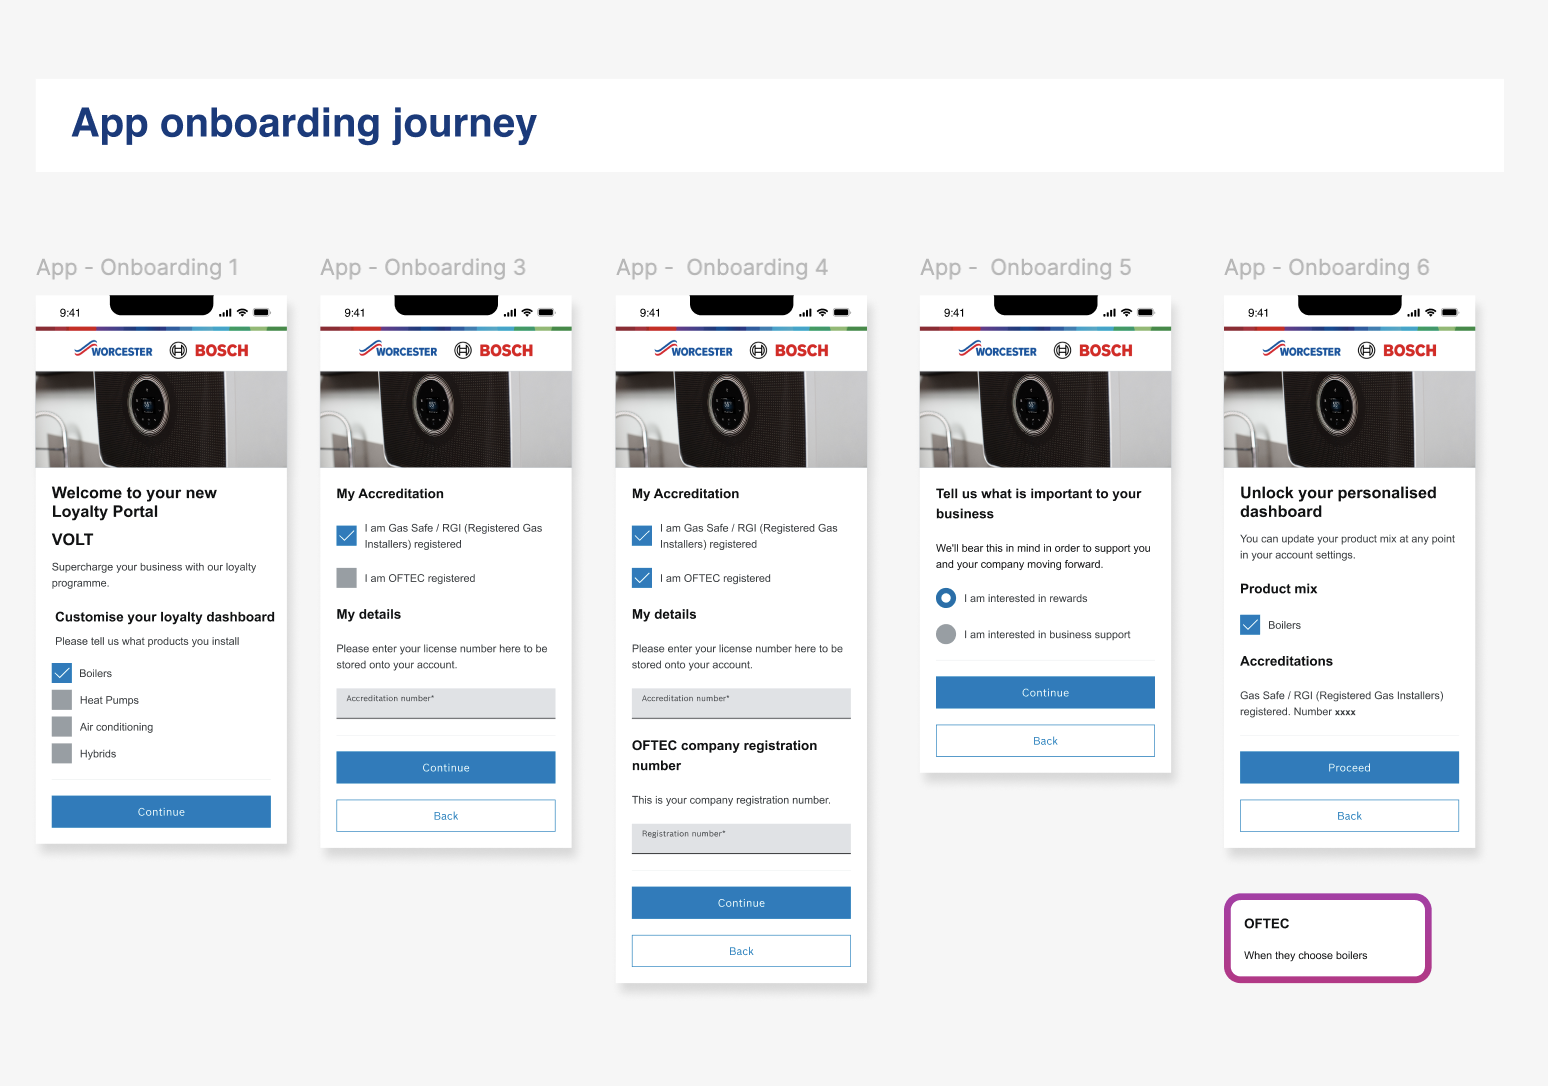 App onboarding journey
App - Onboarding 1
9:41
WORCESTER
BOSCH
Welcome to your new
Loyalty Portal
VOLT
Supercharge your business with our loyalty
programme.
Customise your loyalty dashboard
Please tell us what products you install
Boilers
Heat Pumps
Air conditioning
Hybrids
Continue
App - Onboarding 3
9:41
WORCESTER
BOSCH
My Accreditation
I am Gas Safe / RGI (Registered Gas
Installers) registered
I am OFTEC registered
My details
Please enter your license number here to be
stored onto your account.
Accreditation number*
Continue
Back
App - Onboarding 4
9:41
WORCESTER
BOSCH
My Accreditation
I am Gas Safe / RGI (Registered Gas
Installers) registered
I am OFTEC registered
My details
Please enter your license number here to be
stored onto your account.
Accreditation number*
OFTEC company registration
number
This is your company registration number.
Registration number*
Continue
Back
App - Onboarding 5
9:41
WORCESTER
BOSCH
Tell us what is important to your
business
We'll bear this in mind in order to support you
and your company moving forward.
I am interested in rewards
I am interested in business support
Continue
Back
App - Onboarding 6
9:41
WORCESTER
BOSCH
Unlock your personalised
dashboard
You can update your product mix at any point
in your account settings.
Product mix
Boilers
Accreditations
Gas Safe / RGI (Registered Gas Installers)
registered. Number xxxx
Proceed
Back
OFTEC
When they choose boilers